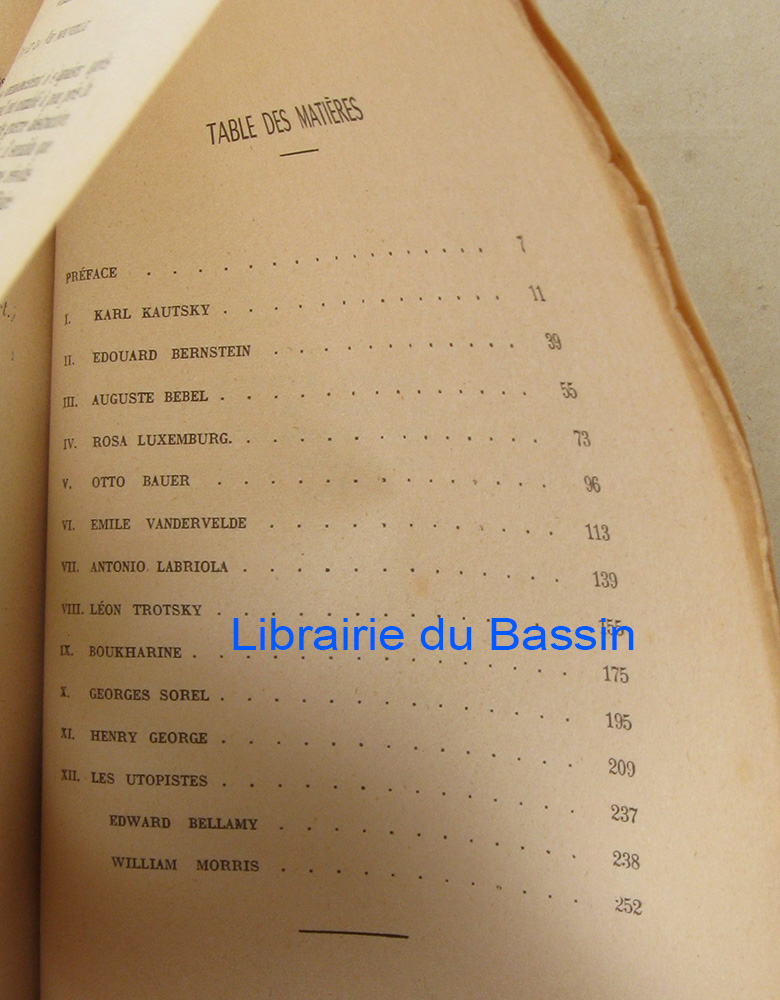 TABLE DES MATIÈRES
PRÉFACE . . . . . . . . . . . . . . . . . 7
I. KARL KAUTSKY . . . . . . . . . . . . . 11
II. EDOUARD BERNSTEIN . . . . . . . . . . . 39
III. AUGUSTE BEBEL . . . . . . . . . . . . . 55
IV. ROSA LUXEMBURG. . . . . . . . . . . . . 73
V. OTTO BAUER . . . . . . . . . . . . . 96
VI. EMILE VANDERVELDE . . . . . . . . . . . 113
VII. ANTONIO LABRIOLA . . . . . . . . . . . . 139
VIII. LÉON TROTSKY . . . . . . . . . . . . . 155
Librairie du Bassin
IX. BOUKHARINE . . . . . . . . . . . . . . 175
X. GEORGES SOREL . . . . . . . . . . . . . 195
XI. HENRY GEORGE . . . . . . . . . . . . . 209
XII. LES UTOPISTES . . . . . . . . . . . . . 237
EDWARD BELLAMY . . . . . . . . . . . 238
WILLIAM MORRIS . . . . . . . . . . . 252